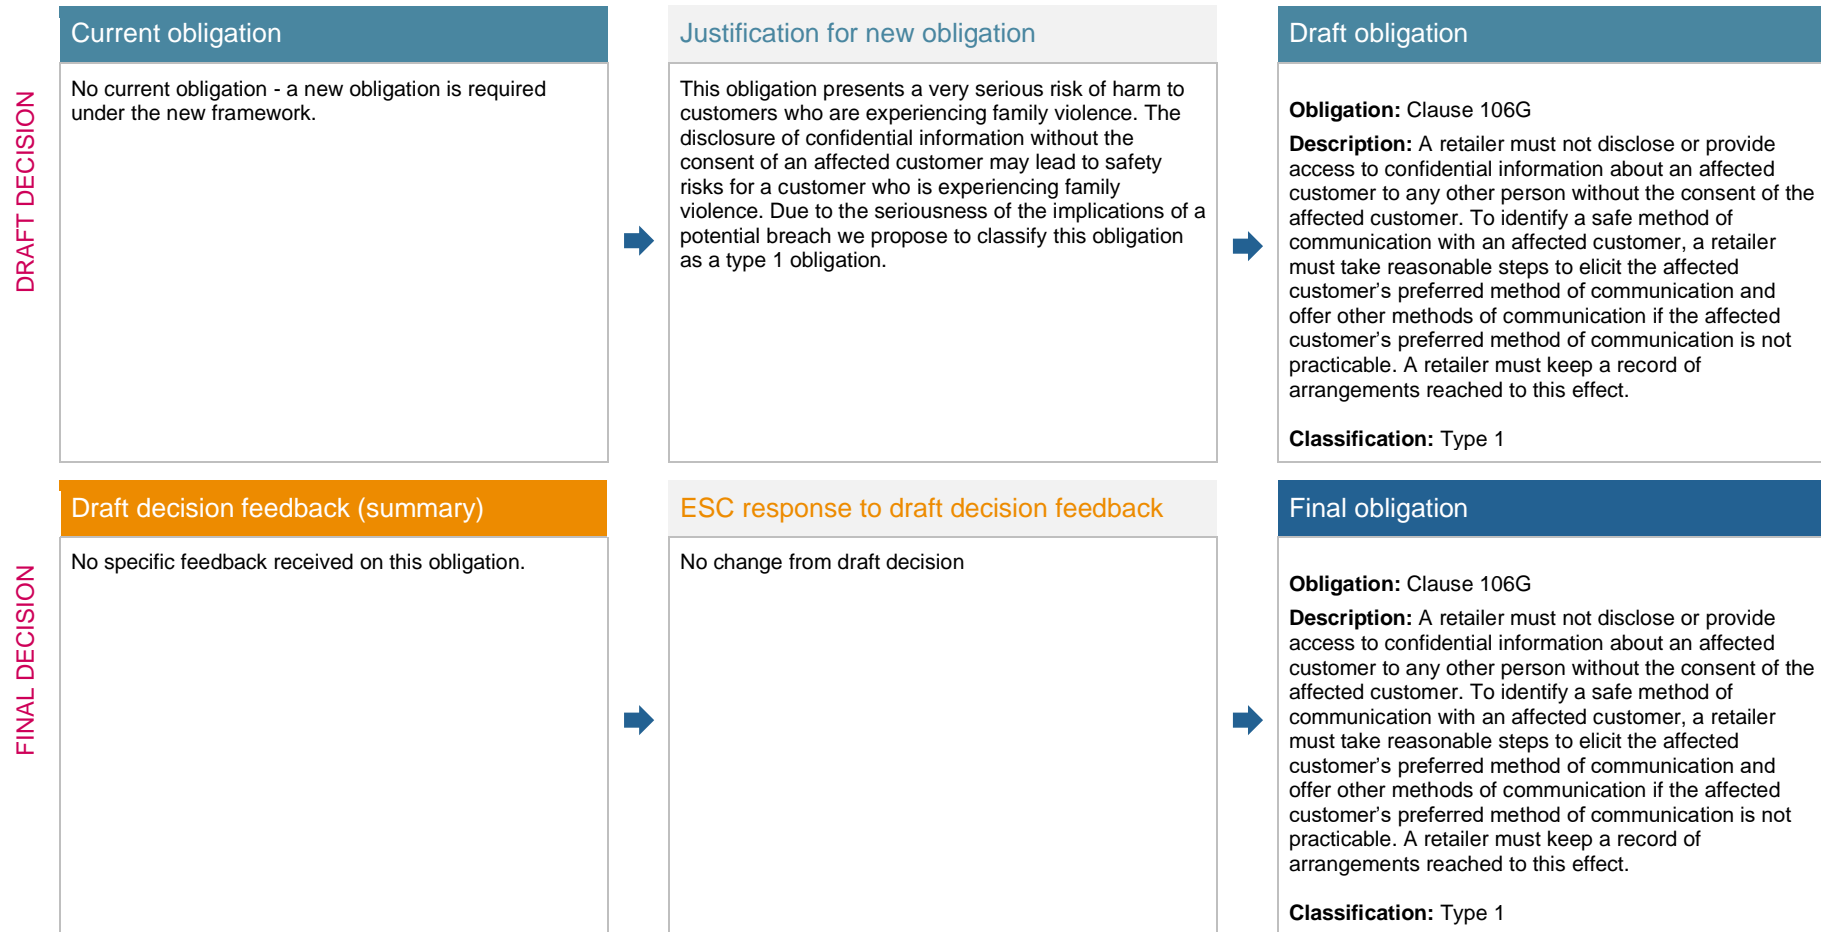 DRAFT DECISION
Current obligation
No current obligation - a new obligation is required
under the new framework.
Justification for new obligation
This obligation presents a very serious risk of harm to
customers who are experiencing family violence. The
disclosure of confidential information without the
consent of an affected customer may lead to safety
risks for a customer who is experiencing family
violence. Due to the seriousness of the implications of a
potential breach we propose to classify this obligation
as a type 1 obligation.
Draft obligation
Obligation: Clause 106G
Description: A retailer must not disclose or provide
access to confidential information about an affected
customer to any other person without the consent of the
affected customer. To identify a safe method of
communication with an affected customer, a retailer
must take reasonable steps to elicit the affected
customer's preferred method of communication and
offer other methods of communication if the affected
customer's preferred method of communication is not
practicable. A retailer must keep a record of
arrangements reached to this effect.
Classification: Type 1
FINAL DECISION
Draft decision feedback (summary)
No specific feedback received on this obligation.
ESC response to draft decision feedback
No change from draft decision
Final obligation
Obligation: Clause 106G
Description: A retailer must not disclose or provide
access to confidential information about an affected
customer to any other person without the consent of the
affected customer. To identify a safe method of
communication with an affected customer, a retailer
must take reasonable steps to elicit the affected
customer's preferred method of communication and
offer other methods of communication if the affected
customer's preferred method of communication is not
practicable. A retailer must keep a record of
arrangements reached to this effect.
Classification: Type 1